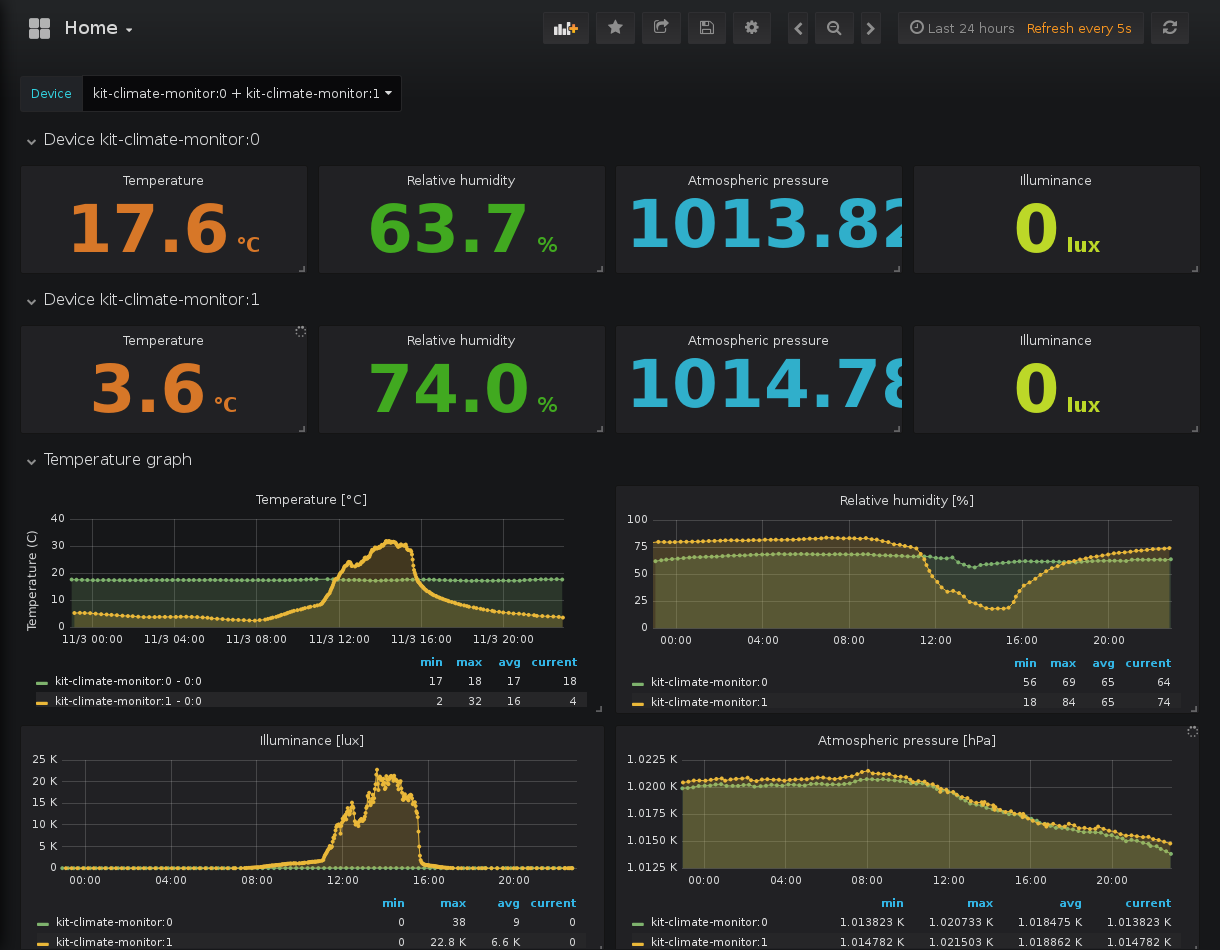 Home
Last 24 hours Refresh every 5s
Device kit-climate-monitor:0 + kit-climate-monitor:1
Device kit-climate-monitor:0
Temperature Relative humidity Atmospheric pressure Illuminance
17.6 °C 63.7 % 1013.82 0 lux
Device kit-climate-monitor:1
Temperature Relative humidity Atmospheric pressure Illuminance
3.6 °C 74.0 % 1014.78 0 lux
Temperature graph
Temperature [°C]
Temperature (C)
40
30
20
10
0
11/3 00:00 11/3 04:00 11/3 08:00 11/3 12:00 11/3 16:00 11/3 20:00
min max avg current
kit-climate-monitor:0 - 0:0 17 18 17 18
kit-climate-monitor:1 - 0:0 2 32 16 4
Relative humidity [%]
100
75
50
25
0
00:00 04:00 08:00 12:00 16:00 20:00
min max avg current
kit-climate-monitor:0 56 69 65 64
kit-climate-monitor:1 18 84 65 74
Illuminance [lux]
25 K
20 K
15 K
10 K
5 K
0
00:00 04:00 08:00 12:00 16:00 20:00
min max avg current
kit-climate-monitor:0 0 38 9 0
kit-climate-monitor:1 0 22.8 K 6.6 K 0
Atmospheric pressure [hPa]
1.0225 K
1.0200 K
1.0175 K
1.0150 K
1.0125 K
00:00 04:00 08:00 12:00 16:00 20:00
min max avg current
kit-climate-monitor:0 1.013823 K 1.020733 K 1.018475 K 1.013823 K
kit-climate-monitor:1 1.014782 K 1.021503 K 1.018862 K 1.014782 K